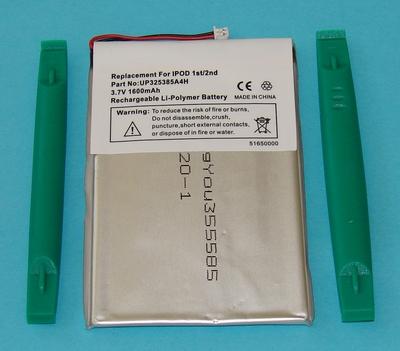 Replacement For IPOD 1st/2nd
Part No:UP325385A4H
3.7V 1600mAh
Rechargeable Li-Polymer Battery MADE IN CHINA
To reduce the risk of fire or burns,
Do not disassemble, crush,
puncture,short external contacts,
or dispose of in fire or water.
51650000
gYou355585
20-1